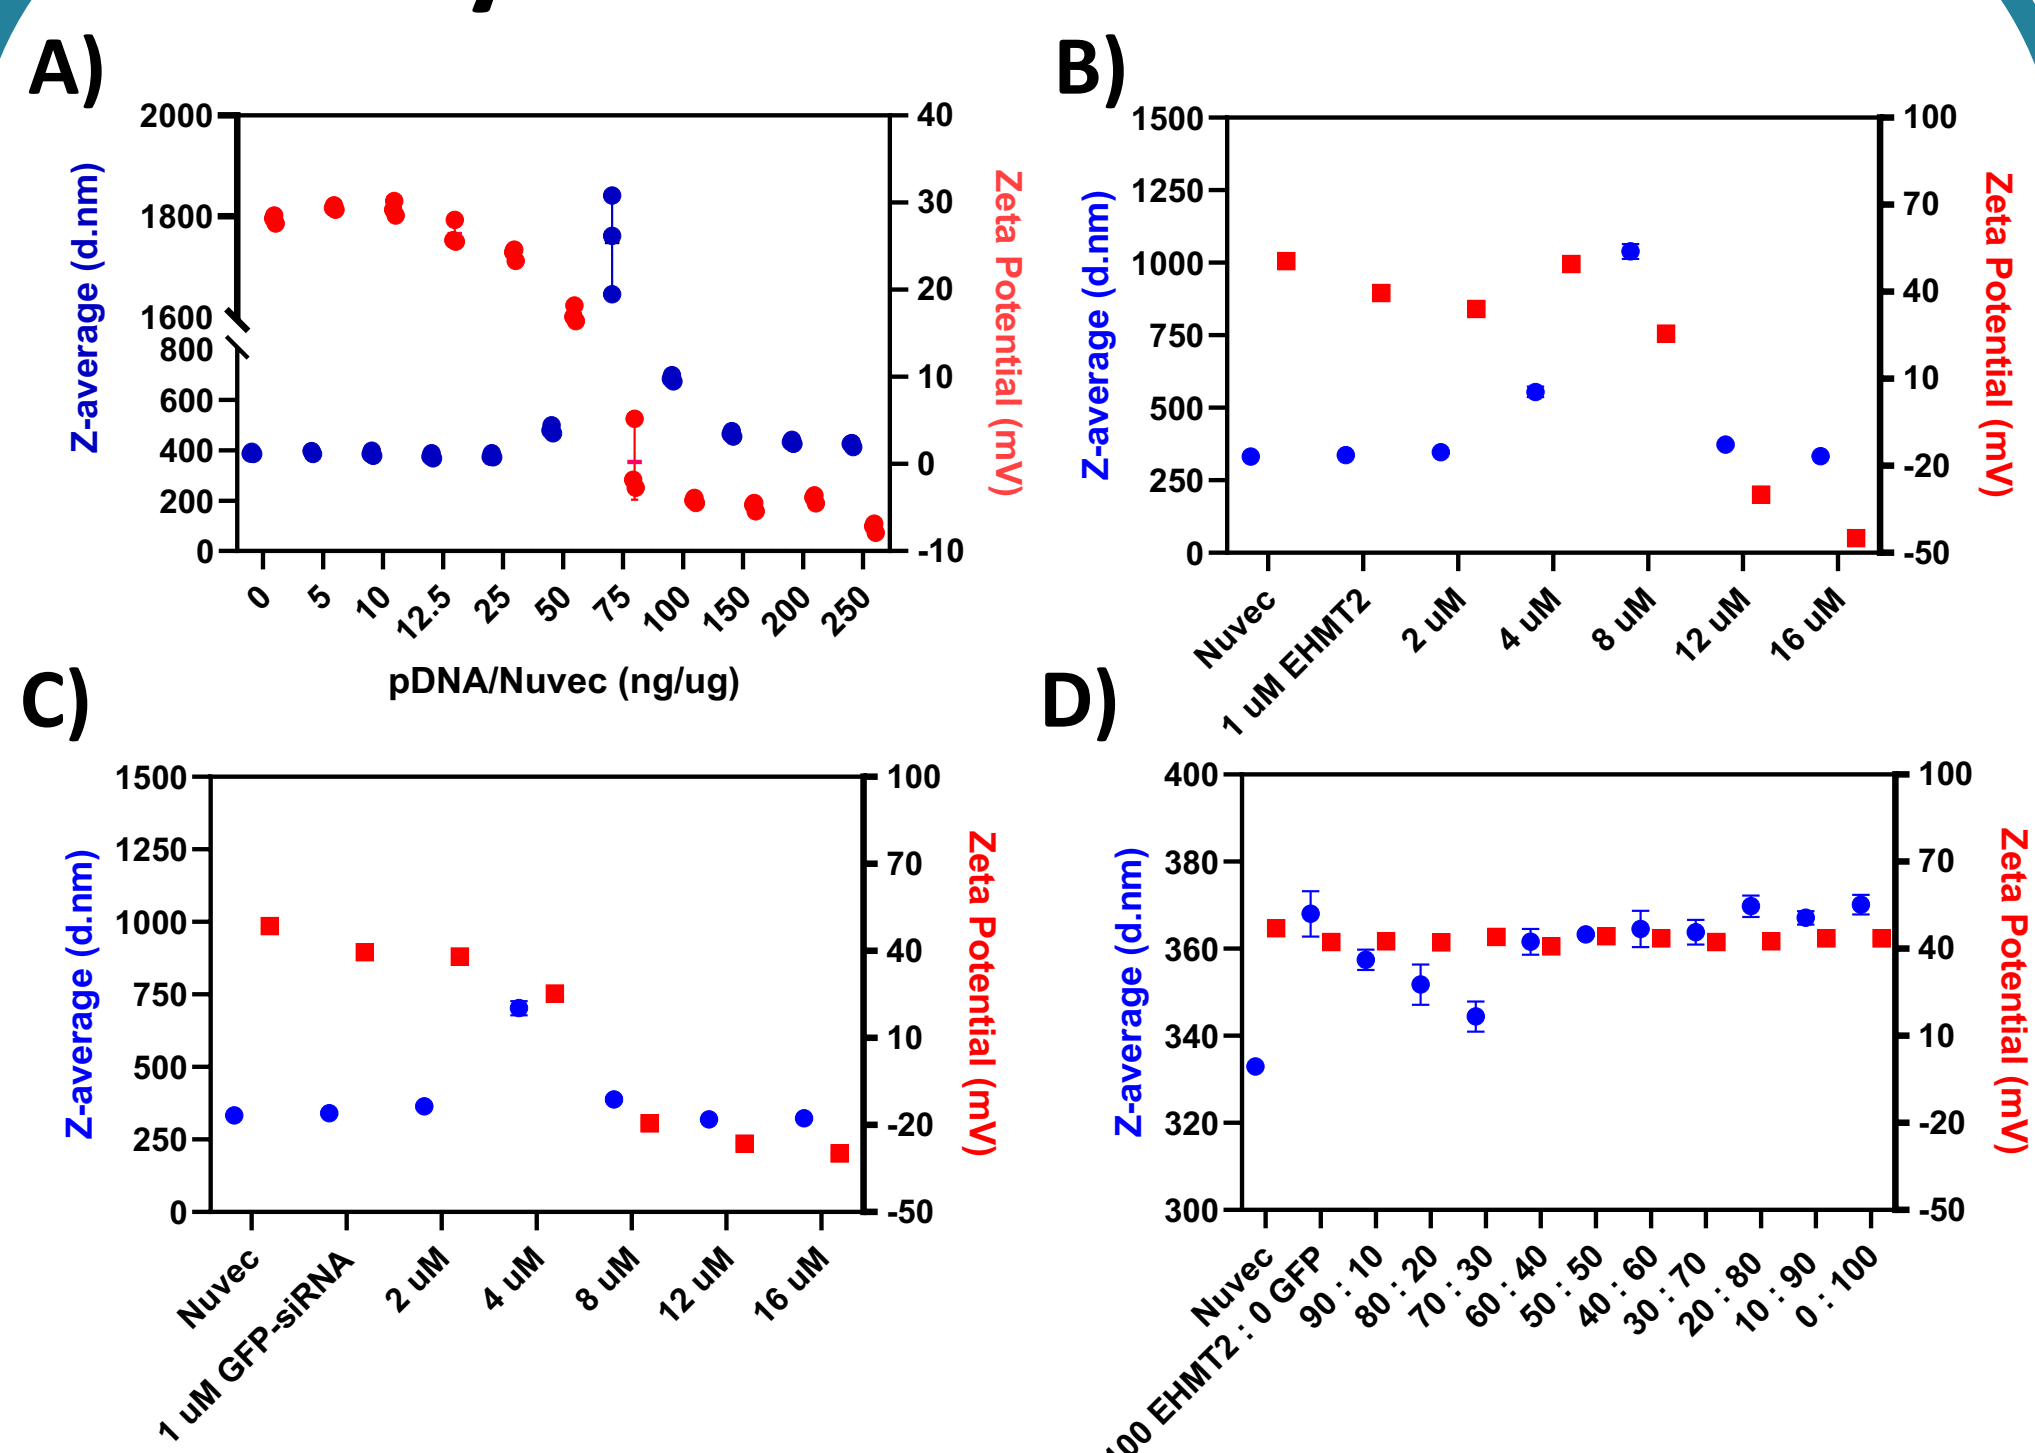 A)
2000
1800
1600
800
600
400
200
0
Z-average (d.nm)
40
30
20
10
0
-10
Zeta Potential (mV)
0 5 10 12.5 25 50 75 100 150 200 250
pDNA/Nuvec (ng/ug)
B)
1500
1250
1000
750
500
250
0
Z-average (d.nm)
100
70
40
10
-20
-50
Zeta Potential (mV)
Nuvec
1 uM EHMT2
2 uM
4 uM
8 uM
12 uM
16 uM
C)
1500
1250
1000
750
500
250
0
Z-average (d.nm)
100
70
40
10
-20
-50
Zeta Potential (mV)
Nuvec
1 uM GFP-siRNA
2 uM
4 uM
8 uM
12 uM
16 uM
D)
400
380
360
340
320
300
Z-average (d.nm)
100
70
40
10
-20
-50
Zeta Potential (mV)
Nuvec
100 EHMT2 : 0 GFP
90 : 10
80 : 20
70 : 30
60 : 40
50 : 50
40 : 60
30 : 70
20 : 80
10 : 90
0 : 100